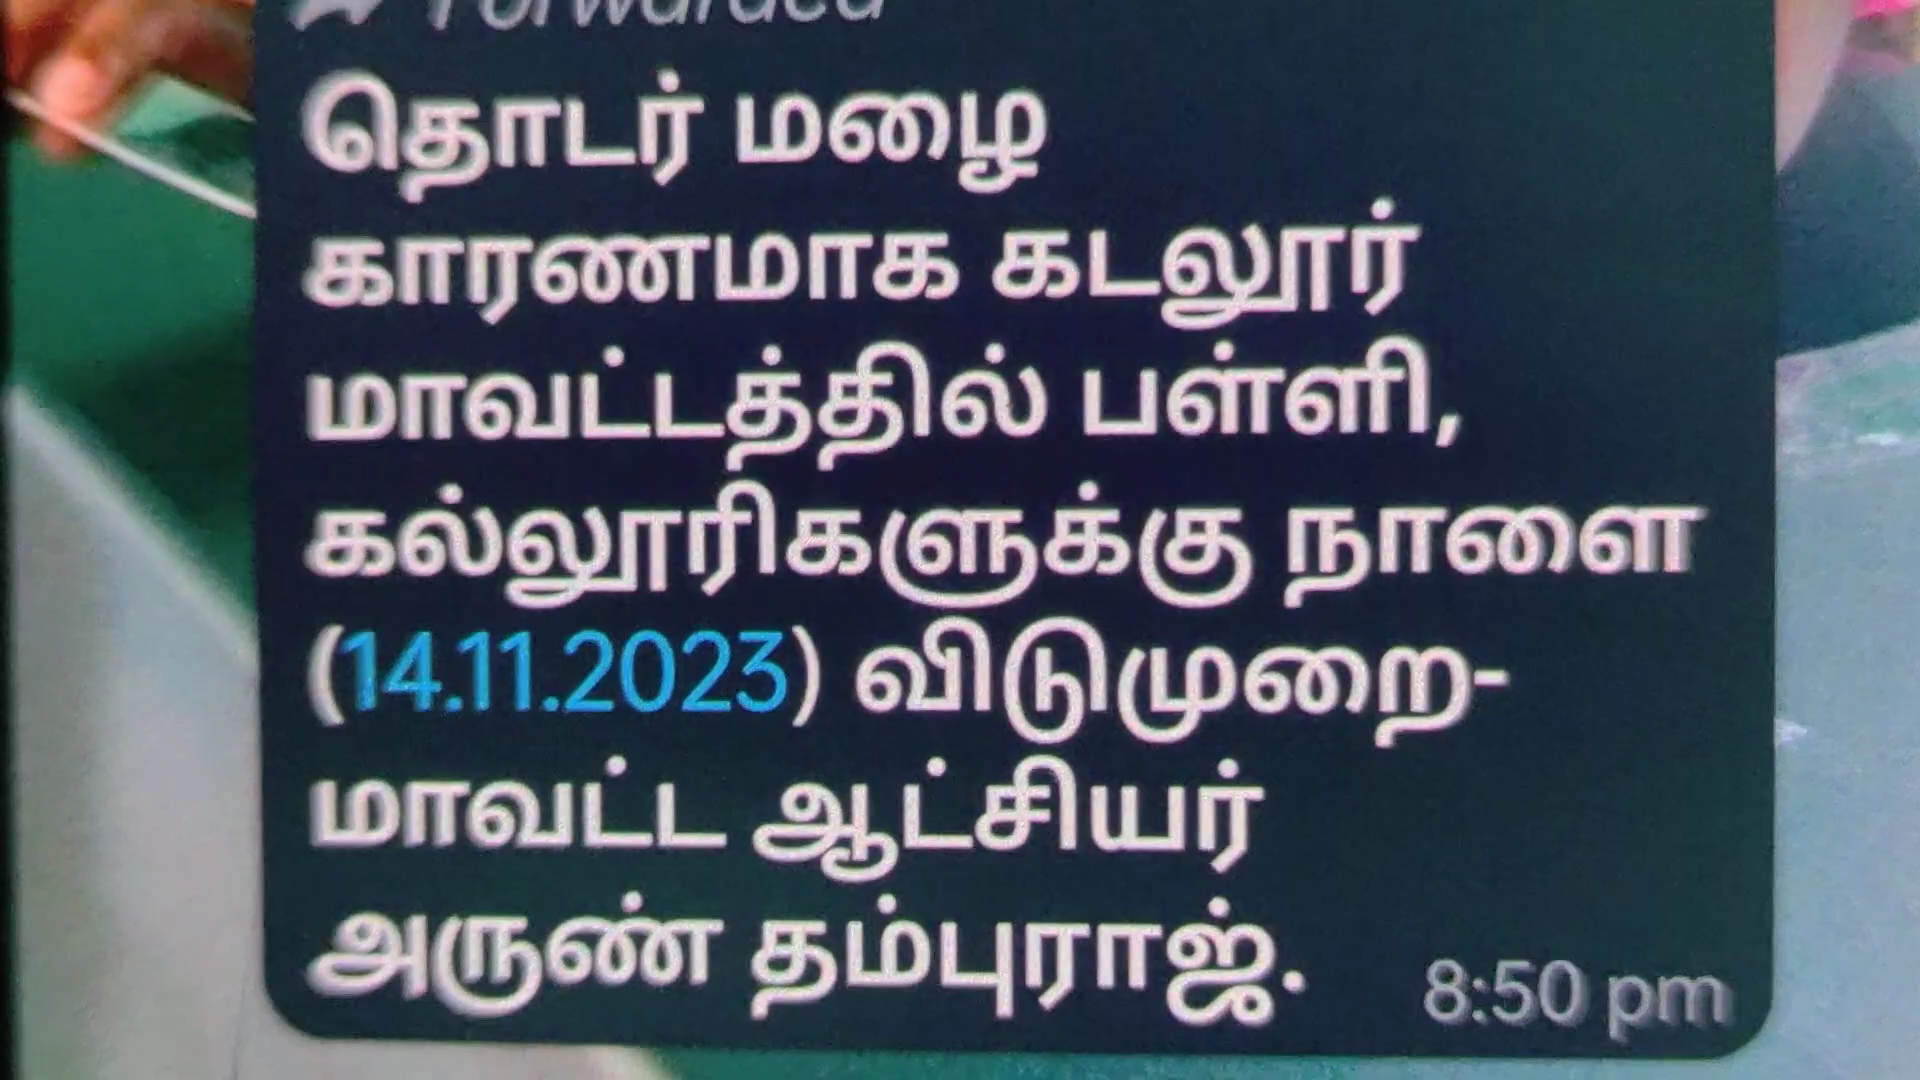 Forwarded
தொடர் மழை
காரணமாக கடலூர்
மாவட்டத்தில் பள்ளி,
கல்லூரிகளுக்கு நாளை
(14.11.2023) விடுமுறை-
மாவட்ட ஆட்சியர்
அருண் தம்புராஜ்.
8:50 pm